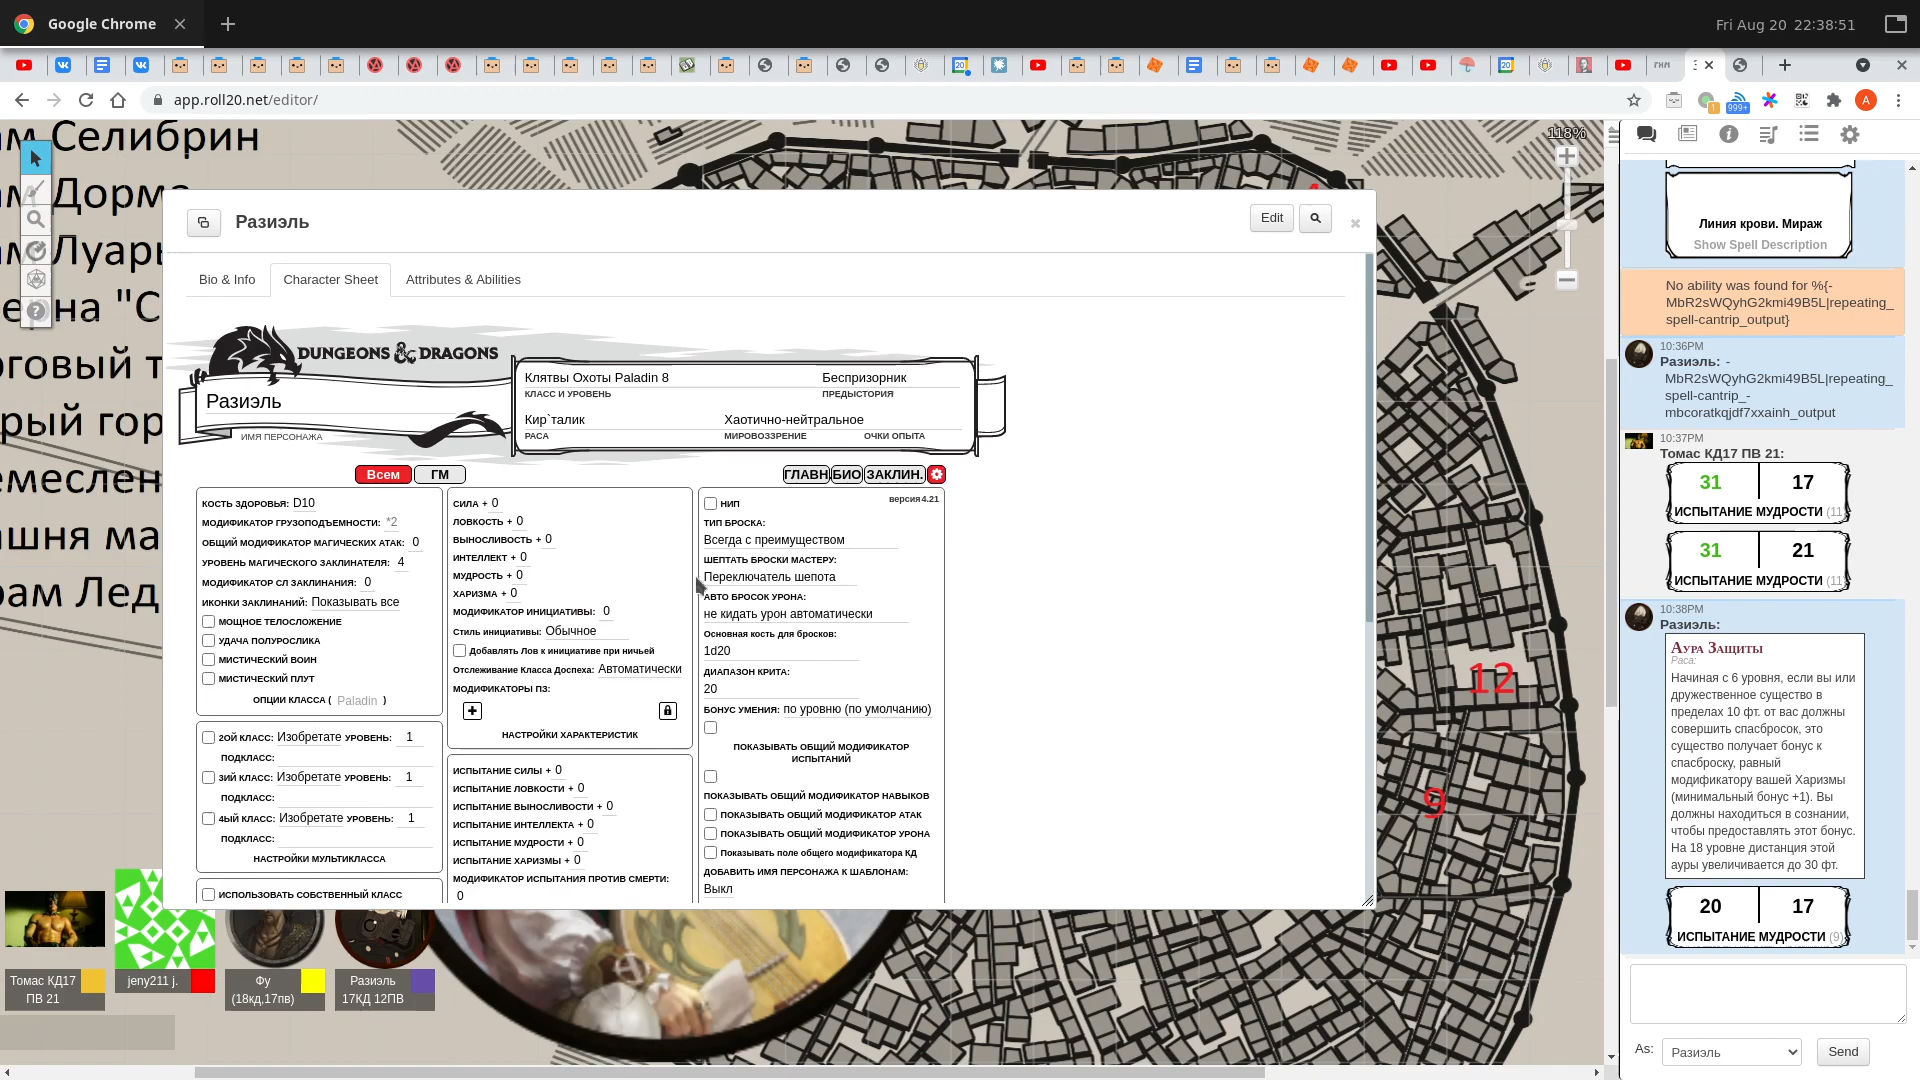 Google Chrome
Fri Aug 20 22:38:51
app.roll20.net/editor/
118%
ам Селибрин
ам Дорма
Луары
на "С
рговый т
рый гор
емеслен
ашня ма
рам Лед
4
12
9
Разиэль
Edit
Bio & Info
Character Sheet
Attributes & Abilities
DUNGEONS & DRAGONS
Разиэль
ИМЯ ПЕРСОНАЖА
Клятвы Охоты Paladin 8
КЛАСС И УРОВЕНЬ
Беспризорник
ПРЕДЫСТОРИЯ
Кир`талик
РАСА
Хаотично-нейтральное
МИРОВОЗЗРЕНИЕ
ОЧКИ ОПЫТА
Всем
ГМ
ГЛАВН
БИО
ЗАКЛИН.
КОСТЬ ЗДОРОВЬЯ: D10
МОДИФИКАТОР ГРУЗОПОДЪЕМНОСТИ: *2
ОБЩИЙ МОДИФИКАТОР МАГИЧЕСКИХ АТАК: 0
УРОВЕНЬ МАГИЧЕСКОГО ЗАКЛИНАТЕЛЯ: 4
МОДИФИКАТОР СЛ ЗАКЛИНАНИЯ: 0
ИКОНКИ ЗАКЛИНАНИЙ: Показывать все
МОЩНОЕ ТЕЛОСЛОЖЕНИЕ
УДАЧА ПОЛУРОСЛИКА
МИСТИЧЕСКИЙ ВОИН
МИСТИЧЕСКИЙ ПЛУТ
ОПЦИИ КЛАССА ( Paladin )
2ОЙ КЛАСС: Изобретате УРОВЕНЬ: 1
ПОДКЛАСС:
3ИЙ КЛАСС: Изобретате УРОВЕНЬ: 1
ПОДКЛАСС:
4ЫЙ КЛАСС: Изобретате УРОВЕНЬ: 1
ПОДКЛАСС:
НАСТРОЙКИ МУЛЬТИКЛАССА
ИСПОЛЬЗОВАТЬ СОБСТВЕННЫЙ КЛАСС
СИЛА + 0
ЛОВКОСТЬ + 0
ВЫНОСЛИВОСТЬ + 0
ИНТЕЛЛЕКТ + 0
МУДРОСТЬ + 0
ХАРИЗМА + 0
МОДИФИКАТОР ИНИЦИАТИВЫ: 0
Стиль инициативы: Обычное
Добавлять Лов к инициативе при ничьей
Отслеживание Класса Доспеха: Автоматически
МОДИФИКАТОРЫ ПЗ:
НАСТРОЙКИ ХАРАКТЕРИСТИК
ИСПЫТАНИЕ СИЛЫ + 0
ИСПЫТАНИЕ ЛОВКОСТИ + 0
ИСПЫТАНИЕ ВЫНОСЛИВОСТИ + 0
ИСПЫТАНИЕ ИНТЕЛЛЕКТА + 0
ИСПЫТАНИЕ МУДРОСТИ + 0
ИСПЫТАНИЕ ХАРИЗМЫ + 0
МОДИФИКАТОР ИСПЫТАНИЯ ПРОТИВ СМЕРТИ:
0
НИП
версия4.21
ТИП БРОСКА:
Всегда с преимуществом
ШЕПТАТЬ БРОСКИ МАСТЕРУ:
Переключатель шепота
АВТО БРОСОК УРОНА:
не кидать урон автоматически
Основная кость для бросков:
1d20
ДИАПАЗОН КРИТА:
20
БОНУС УМЕНИЯ: по уровню (по умолчанию)
ПОКАЗЫВАТЬ ОБЩИЙ МОДИФИКАТОР
ИСПЫТАНИЙ
ПОКАЗЫВАТЬ ОБЩИЙ МОДИФИКАТОР НАВЫКОВ
ПОКАЗЫВАТЬ ОБЩИЙ МОДИФИКАТОР АТАК
ПОКАЗЫВАТЬ ОБЩИЙ МОДИФИКАТОР УРОНА
Показывать поле общего модификатора КД
ДОБАВИТЬ ИМЯ ПЕРСОНАЖА К ШАБЛОНАМ:
Выкл
Томас КД17
ПВ 21
jeny211 j.
Фу
(18кд,17пв)
Разиэль
17КД 12ПВ
Линия крови. Мираж
Show Spell Description
No ability was found for %{-
MbR2sWQyhG2kmi49B5L|repeating_
spell-cantrip_output}
10:36PM
Разиэль: -
MbR2sWQyhG2kmi49B5L|repeating_
spell-cantrip_-
mbcoratkqjdf7xxainh_output
10:37PM
Томас КД17 ПВ 21:
31 17
ИСПЫТАНИЕ МУДРОСТИ (11)
31 21
ИСПЫТАНИЕ МУДРОСТИ (11)
10:38PM
Разиэль:
Аура Защиты
Раса:
Начиная с 6 уровня, если вы или
дружественное существо в
пределах 10 фт. от вас должны
совершить спасбросок, это
существо получает бонус к
спасброску, равный
модификатору вашей Харизмы
(минимальный бонус +1). Вы
должны находиться в сознании,
чтобы предоставлять этот бонус.
На 18 уровне дистанция этой
ауры увеличивается до 30 фт.
20 17
ИСПЫТАНИЕ МУДРОСТИ (9)
As: Разиэль
Send